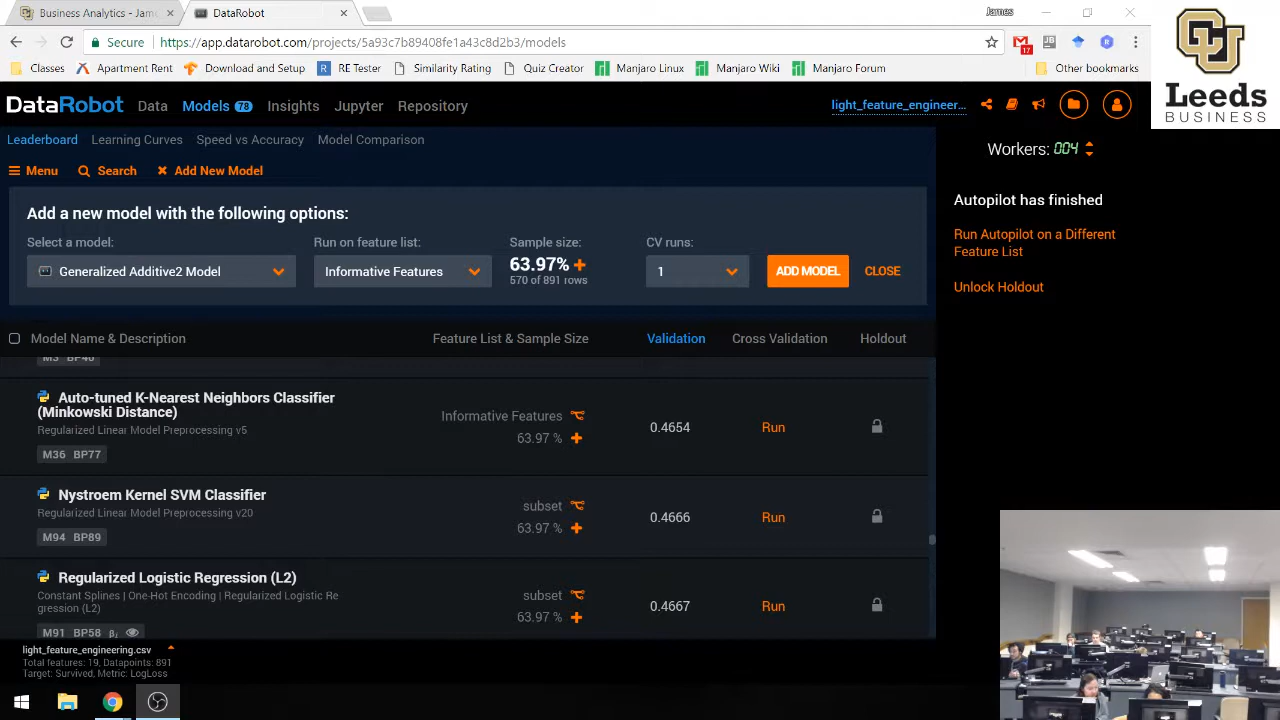 Business Analytics - Jam
DataRobot
James
Secure
https://app.datarobot.com/projects/5a93c7b89408fe1a43c8d2b3/models
17
JB
R
Classes
Apartment Rent
Setup and Download
RE Tester
Similarity Rating
Quiz Creator
Manjaro Linux
Manjaro Wiki
Manjaro Forum
CU
Leeds
BUSINESS
DataRobot
Data
Models 78
Insights
Jupyter
Repository
light_feature_engineer...
Leaderboard
Learning Curves
Speed vs Accuracy
Model Comparison
Workers: 004
Menu
Search
Add New Model
Autopilot has finished
Run Autopilot on a Different
Feature List
Unlock Holdout
Add a new model with the following options:
Select a model:
Run on feature list:
Sample size:
CV runs:
Generalized Additive2 Model
Informative Features
63.97% +
570 of 891 rows
1
ADD MODEL
CLOSE
Model Name & Description
Feature List & Sample Size
Validation
Cross Validation
Holdout
M3 BP46
Auto-tuned K-Nearest Neighbors Classifier
(Minkowski Distance)
Regularized Linear Model Preprocessing v5
M36 BP77
Informative Features
63.97 % +
0.4654
Run
Nystroem Kernel SVM Classifier
Regularized Linear Model Preprocessing v20
M94 BP89
subset
63.97 % +
0.4666
Run
Regularized Logistic Regression (L2)
Constant Splines | One-Hot Encoding | Regularized Logistic Re
gression (L2)
M91 BP58 βi
subset
63.97 % +
0.4667
Run
light_feature_engineering.csv
Total features: 19, Datapoints: 891
Target: Survived, Metric: LogLoss